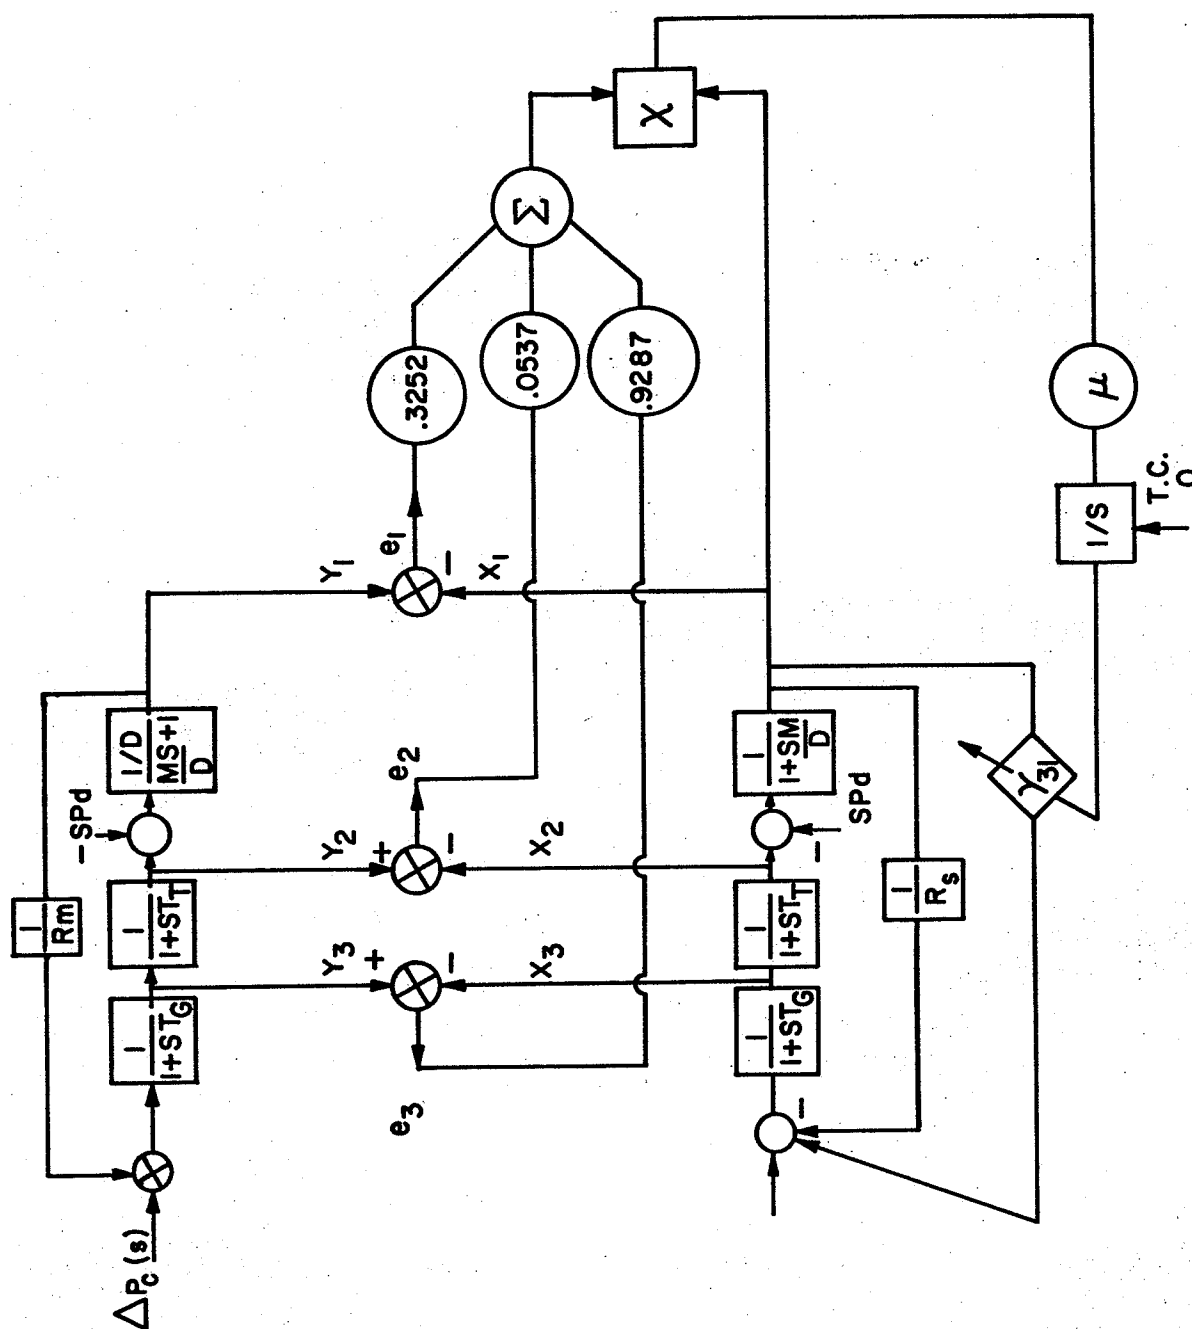 ΔPc (s)
1
Rm
1
1+STG
1
1+STT
-SPd
1/D
MS+1
D
Y3
+
-
X3
e3
Y2
+
-
X2
e2
Y1
e1
-
X1
.3252
.0537
.9287
Σ
X
-
1
1+STG
1
1+STT
-
SPd
1
1+SM
D
1
Rs
γ31
1/S
T.C.
O
μ